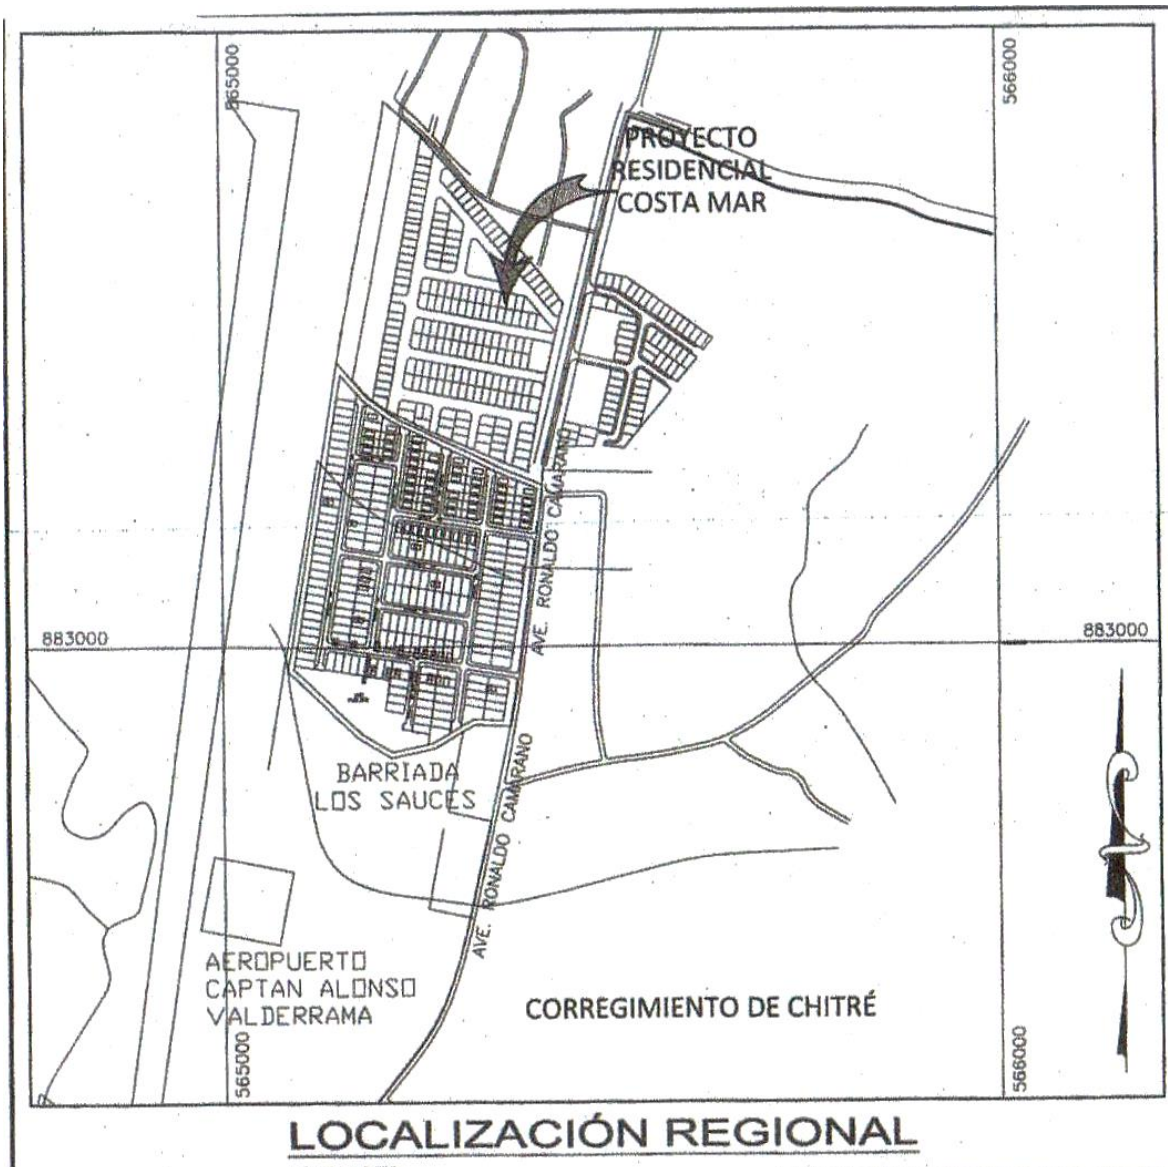 565000
566000
PROYECTO
RESIDENCIAL
COSTA MAR
AVE. RONALDO CAMARANO
883000
883000
BARRIADA
LOS SAUCES
AVE. RONALDO CAMARANO
AEROPUERTO
CAPTAN ALONSO
VALDERRAMA
CORREGIMIENTO DE CHITRÉ
565000
566000
LOCALIZACIÓN REGIONAL